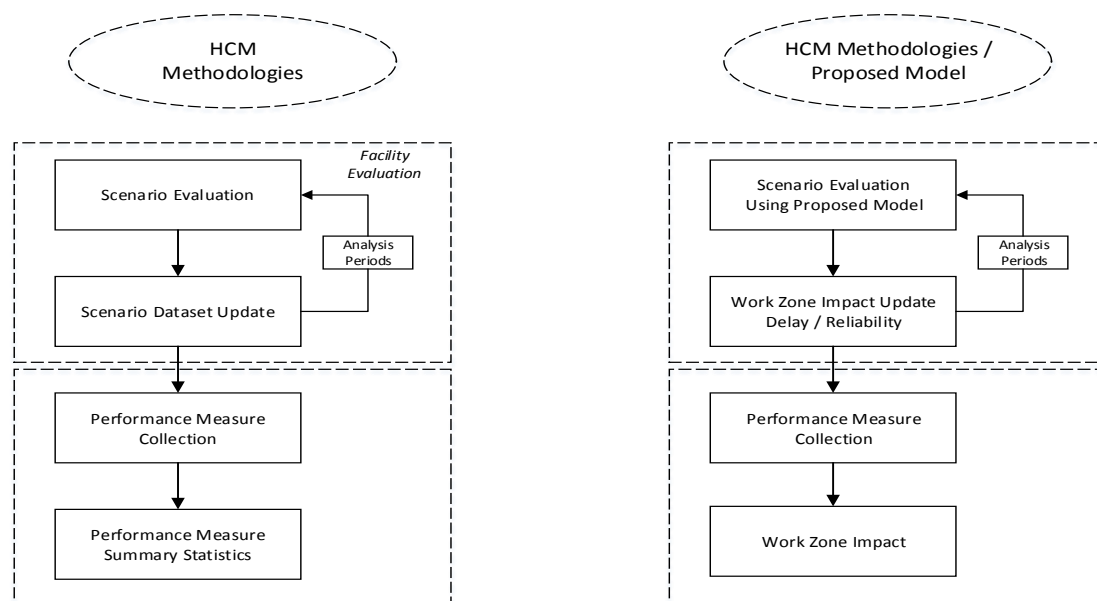 HCM
Methodologies
Facility
Evaluation
Scenario Evaluation
Analysis
Periods
Scenario Dataset Update
Performance Measure
Collection
Performance Measure
Summary Statistics
HCM Methodologies /
Proposed Model
Scenario Evaluation
Using Proposed Model
Analysis
Periods
Work Zone Impact Update
Delay / Reliability
Performance Measure
Collection
Work Zone Impact